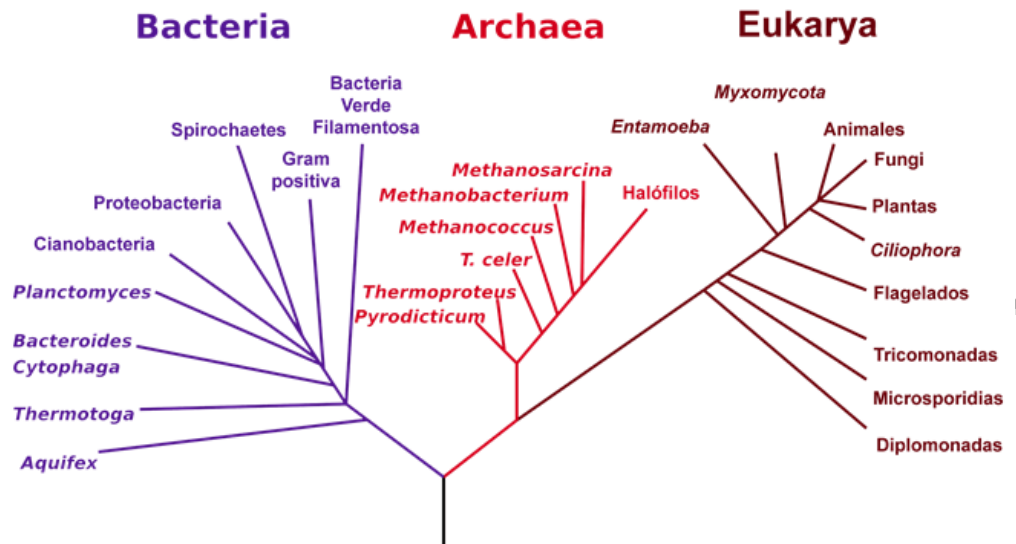 Bacteria
Archaea
Eukarya
Bacteria
Verde
Filamentosa
Spirochaetes
Gram
positiva
Proteobacteria
Cianobacteria
Planctomyces
Bacteroides
Cytophaga
Thermotoga
Aquifex
Methanosarcina
Methanobacterium
Halófilos
Methanococcus
T. celer
Thermoproteus
Pyrodicticum
Myxomycota
Entamoeba
Animales
Fungi
Plantas
Ciliophora
Flagelados
Tricomonadas
Microsporidias
Diplomonadas